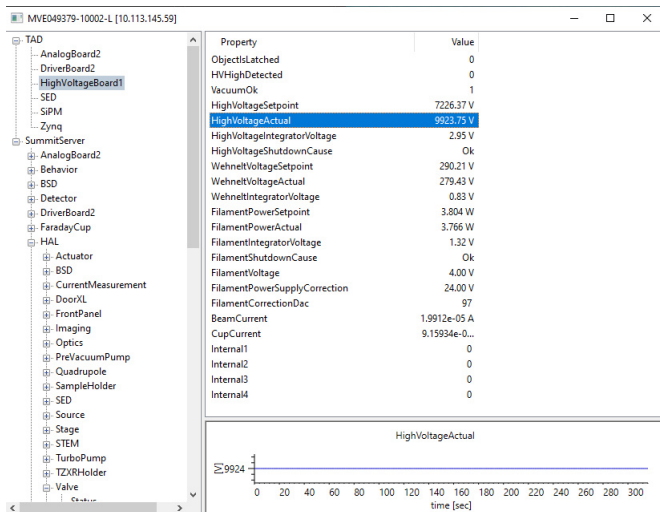 MVE049379-10002-L [10.113.145.59]
TAD
AnalogBoard2
DriverBoard2
HighVoltageBoard1
SED
SiPM
Zynq
SummitServer
AnalogBoard2
Behavior
BSD
Detector
DriverBoard2
FaradayCup
HAL
Actuator
BSD
CurrentMeasurement
DoorXL
FrontPanel
Imaging
Optics
PreVacuumPump
Quadrupole
SampleHolder
SED
Source
Stage
STEM
TurboPump
TZXRHolder
Valve
Status
Property Value
ObjectIsLatched 0
HVHighDetected 0
VacuumOk 1
HighVoltageSetpoint 7226.37 V
HighVoltageActual 9923.75 V
HighVoltageIntegratorVoltage 2.95 V
HighVoltageShutdownCause Ok
WehneltVoltageSetpoint 290.21 V
WehneltVoltageActual 279.43 V
WehneltIntegratorVoltage 0.83 V
FilamentPowerSetpoint 3.804 W
FilamentPowerActual 3.766 W
FilamentIntegratorVoltage 1.32 V
FilamentShutdownCause Ok
FilamentVoltage 4.00 V
FilamentPowerSupplyCorrection 24.00 V
FilamentCorrectionDac 97
BeamCurrent 1.9912e-05 A
CupCurrent 9.15934e-0...
Internal1 0
Internal2 0
Internal3 0
Internal4 0
HighVoltageActual
[V]
9924
0 20 40 60 80 100 120 140 160 180 200 220 240 260 280 300
time [sec]